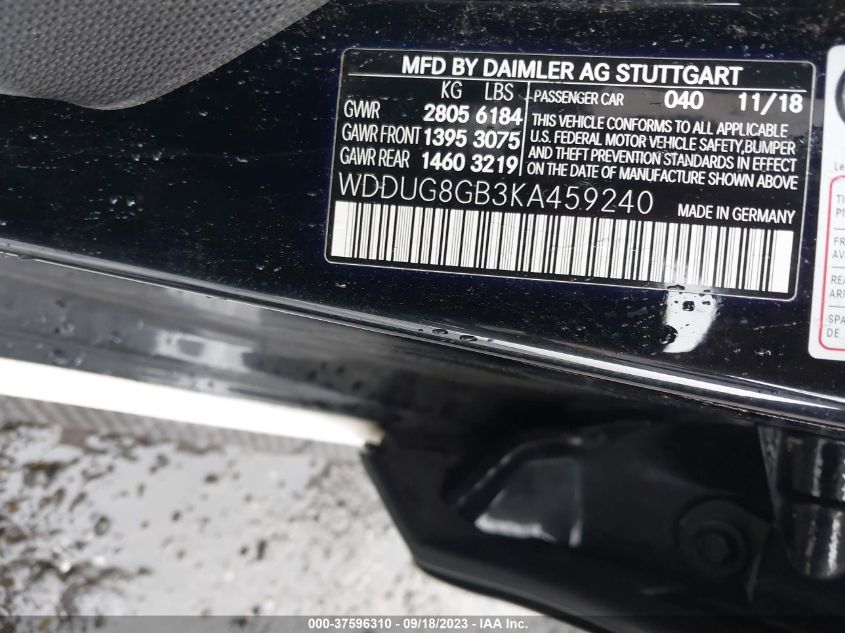 MFD BY DAIMLER AG STUTTGART
KG LBS
GVWR 2805 6184
GAWR FRONT 1395 3075
GAWR REAR 1460 3219
PASSENGER CAR 040 11/18
THIS VEHICLE CONFORMS TO ALL APPLICABLE
U.S. FEDERAL MOTOR VEHICLE SAFETY,BUMPER
AND THEFT PREVENTION STANDARDS IN EFFECT
ON THE DATE OF MANUFACTURE SHOWN ABOVE
WDDUG8GB3KA459240
MADE IN GERMANY
000-37596310 - 09/18/2023 - IAA Inc.